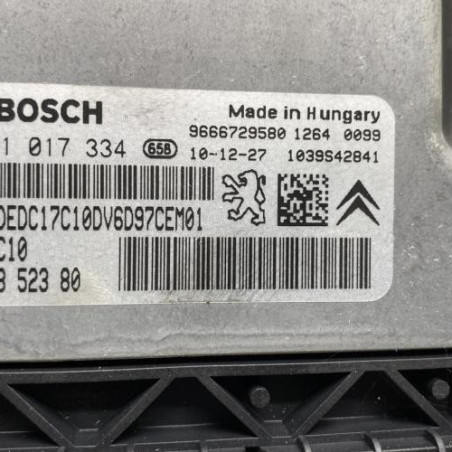 BOSCH
Made in Hungary
9666729580 1264 0099
1 017 334 658 10-12-27 1039S42841
DEDC17C10DV6D97CEM01
C10
8 523 80